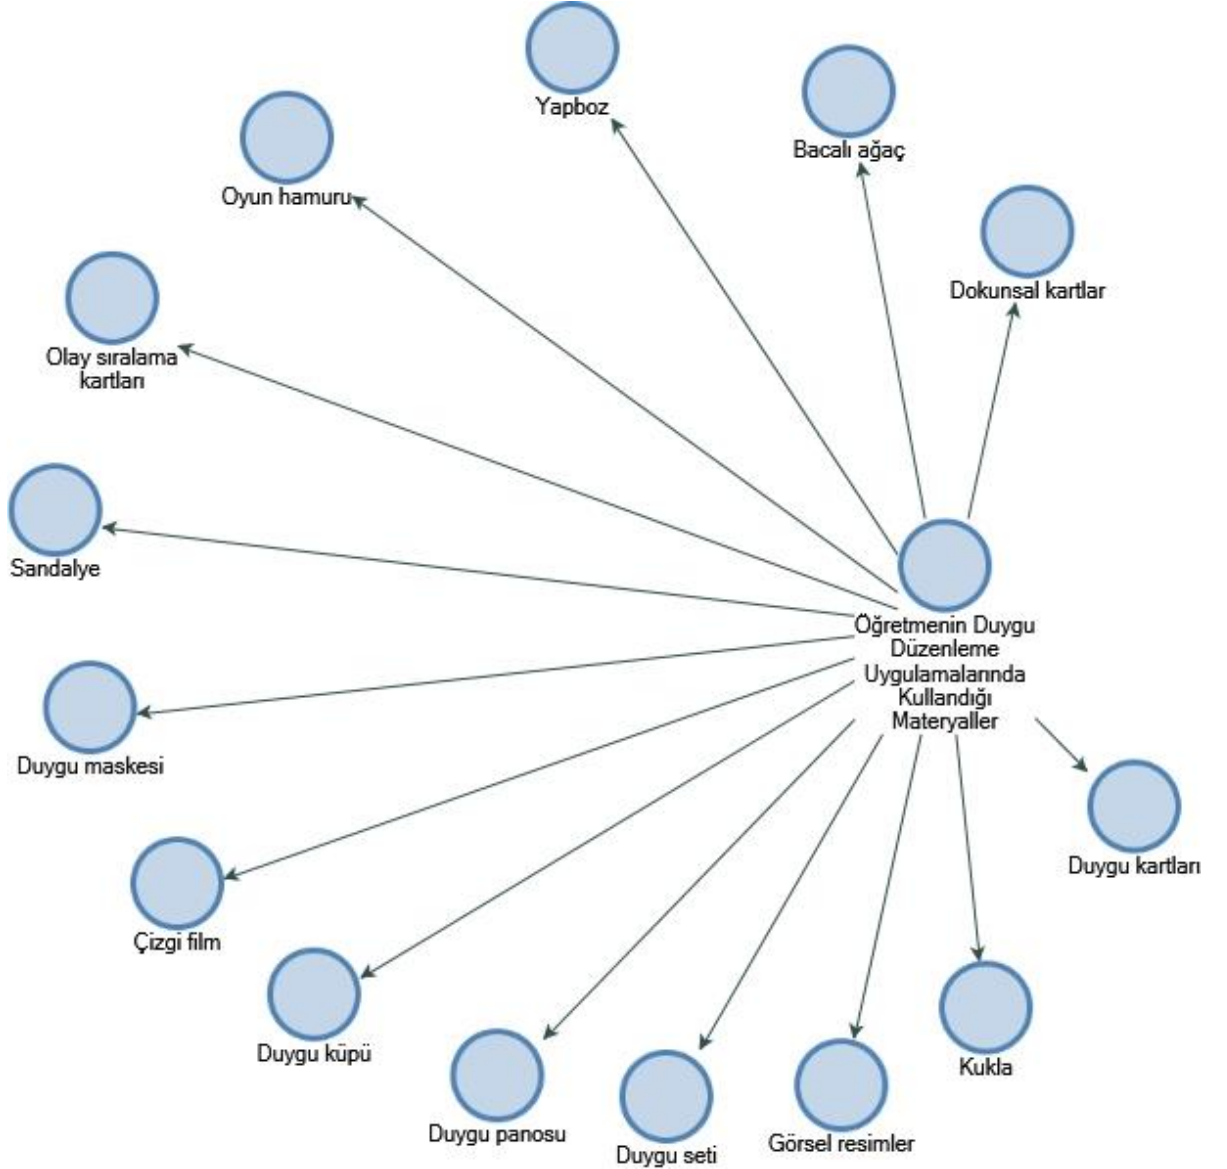 Yapboz
Bacalı ağaç
Oyun hamuru
Dokunsal kartlar
Olay sıralama
kartları
Sandalye
Öğretmenin Duygu
Düzenleme
Uygulamalarında
Kullandığı
Materyaller
Duygu maskesi
Duygu kartları
Çizgi film
Duygu küpü
Kukla
Duygu panosu
Görsel resimler
Duygu seti